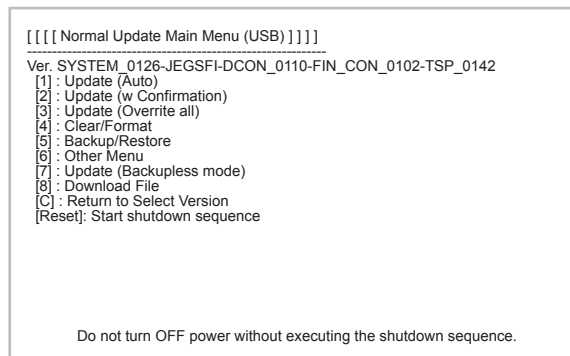 [ [ [ [ Normal Update Main Menu (USB) ] ] ] ]
------------------------------------------------------------
Ver. SYSTEM_0126-JEGSFI-DCON_0110-FIN_CON_0102-TSP_0142
[1] : Update (Auto)
[2] : Update (w Confirmation)
[3] : Update (Overrite all)
[4] : Clear/Format
[5] : Backup/Restore
[6] : Other Menu
[7] : Update (Backupless mode)
[8] : Download File
[C] : Return to Select Version
[Reset]: Start shutdown sequence
Do not turn OFF power without executing the shutdown sequence.